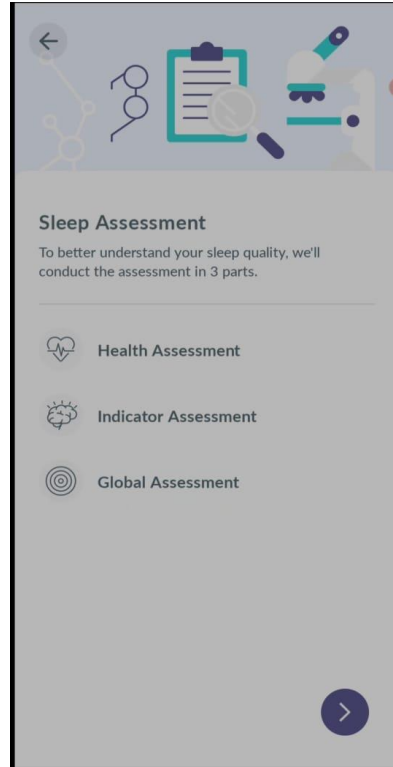 Sleep Assessment
To better understand your sleep quality, we'll
conduct the assessment in 3 parts.
Health Assessment
Indicator Assessment
Global Assessment